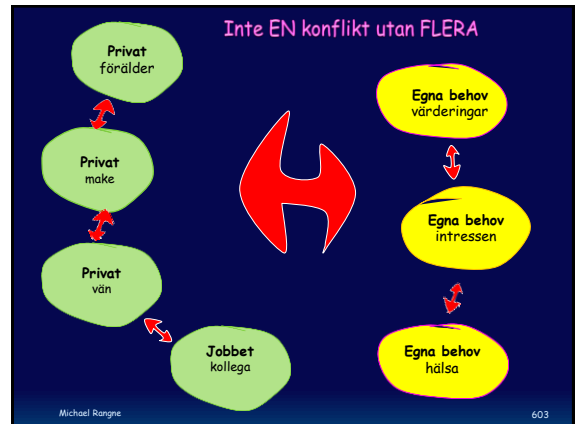 Inte EN konflikt utan FLERA
Privat
förälder
Privat
make
Privat
vän
Jobbet
kollega
Egna behov
värderingar
Egna behov
intressen
Egna behov
hälsa
Michael Rangne
603